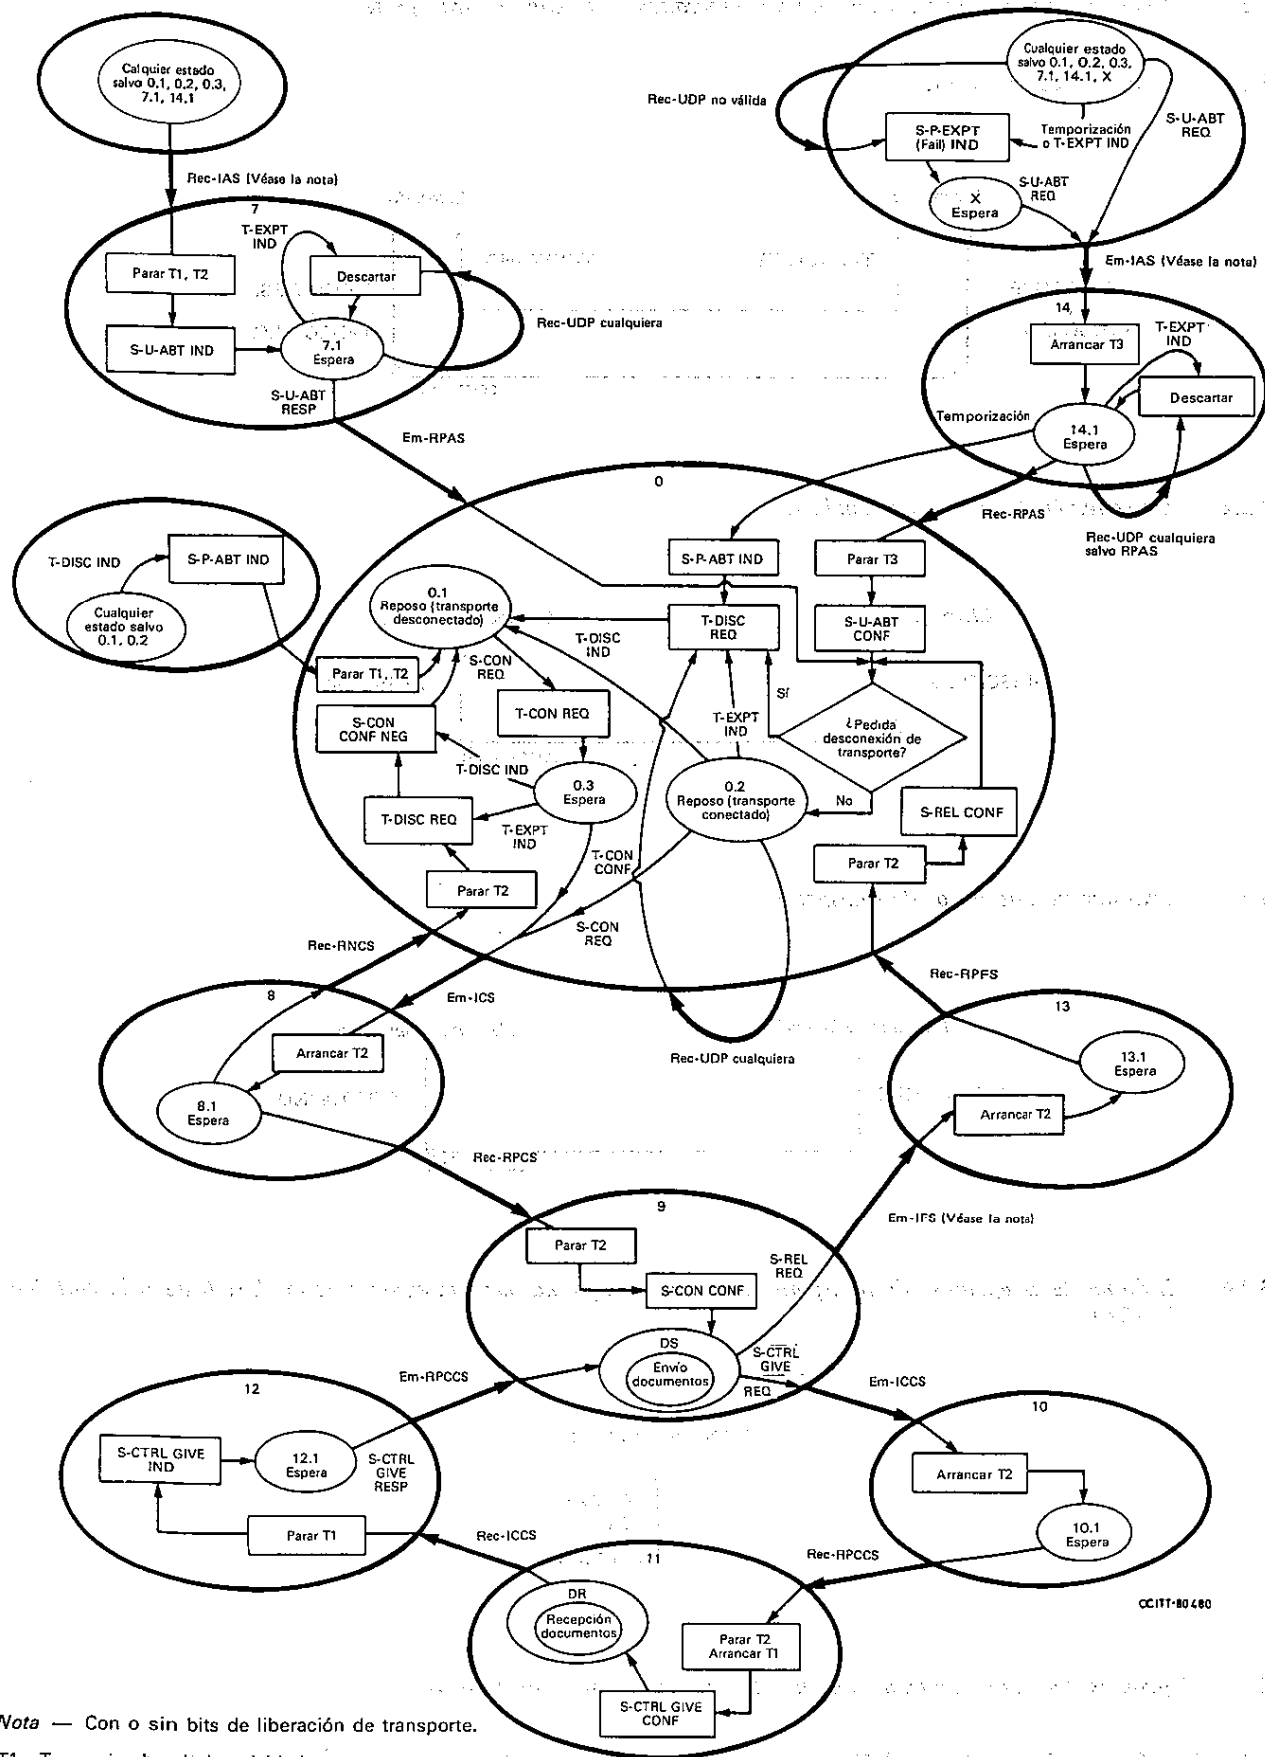 Calquier estado
salvo 0.1, 0.2, 0.3,
7.1, 14.1
Rec-IAS (Véase la nota)
7
T-EXPT
IND
Parar T1, T2
Descartar
S-U-ABT IND
7.1
Espera
Rec-UDP cualquiera
S-U-ABT
RESP
Em-RPAS
Cualquier estado
salvo 0.1, 0.2, 0.3,
7.1, 14.1, X
Rec-UDP no válida
S-P-EXPT
(Fail) IND
Temporización
o T-EXPT IND
S-U-ABT
REQ
X
Espera
S-U-ABT
REQ
Em-IAS (Véase la nota)
14
Arrancar T3
T-EXPT
IND
Descartar
14.1
Espera
Temporización
Rec-RPAS
Rec-UDP cualquiera
salvo RPAS
T-DISC IND
S-P-ABT IND
Cualquier
estado salvo
0.1, 0.2
0
0.1
Reposo (transporte
desconectado)
S-P-ABT IND
Parar T3
T-DISC
REQ
S-U-ABT
CONF
T-DISC
IND
Parar T1, T2
S-CON
REQ
S-CON
CONF NEG
T-CON REQ
T-EXPT
IND
Sí
¿Pedida
desconexión de
transporte?
T-DISC IND
0.3
Espera
0.2
Reposo (transporte
conectado)
No
S-REL CONF
T-DISC REQ
T-EXPT
IND
T-CON
CONF
Parar T2
Parar T2
S-CON
REQ
Rec-RNCS
Em-ICS
Rec-UDP cualquiera
Rec-RPFS
8
Arrancar T2
8.1
Espera
Rec-RPCS
13
13.1
Espera
Arrancar T2
Em-IFS (Véase la nota)
9
Parar T2
S-CON CONF
S-REL
REQ
DS
Envío
documentos
S-CTRL
GIVE
REQ
Em-RPCCS
Em-ICCS
12
S-CTRL GIVE
IND
12.1
Espera
S-CTRL
GIVE
RESP
Parar T1
Rec-ICCS
10
Arrancar T2
10.1
Espera
Rec-RPCCS
11
DR
Recepción
documentos
Parar T2
Arrancar T1
S-CTRL GIVE
CONF
CCITT-80480
Nota — Con o sin bits de liberación de transporte.